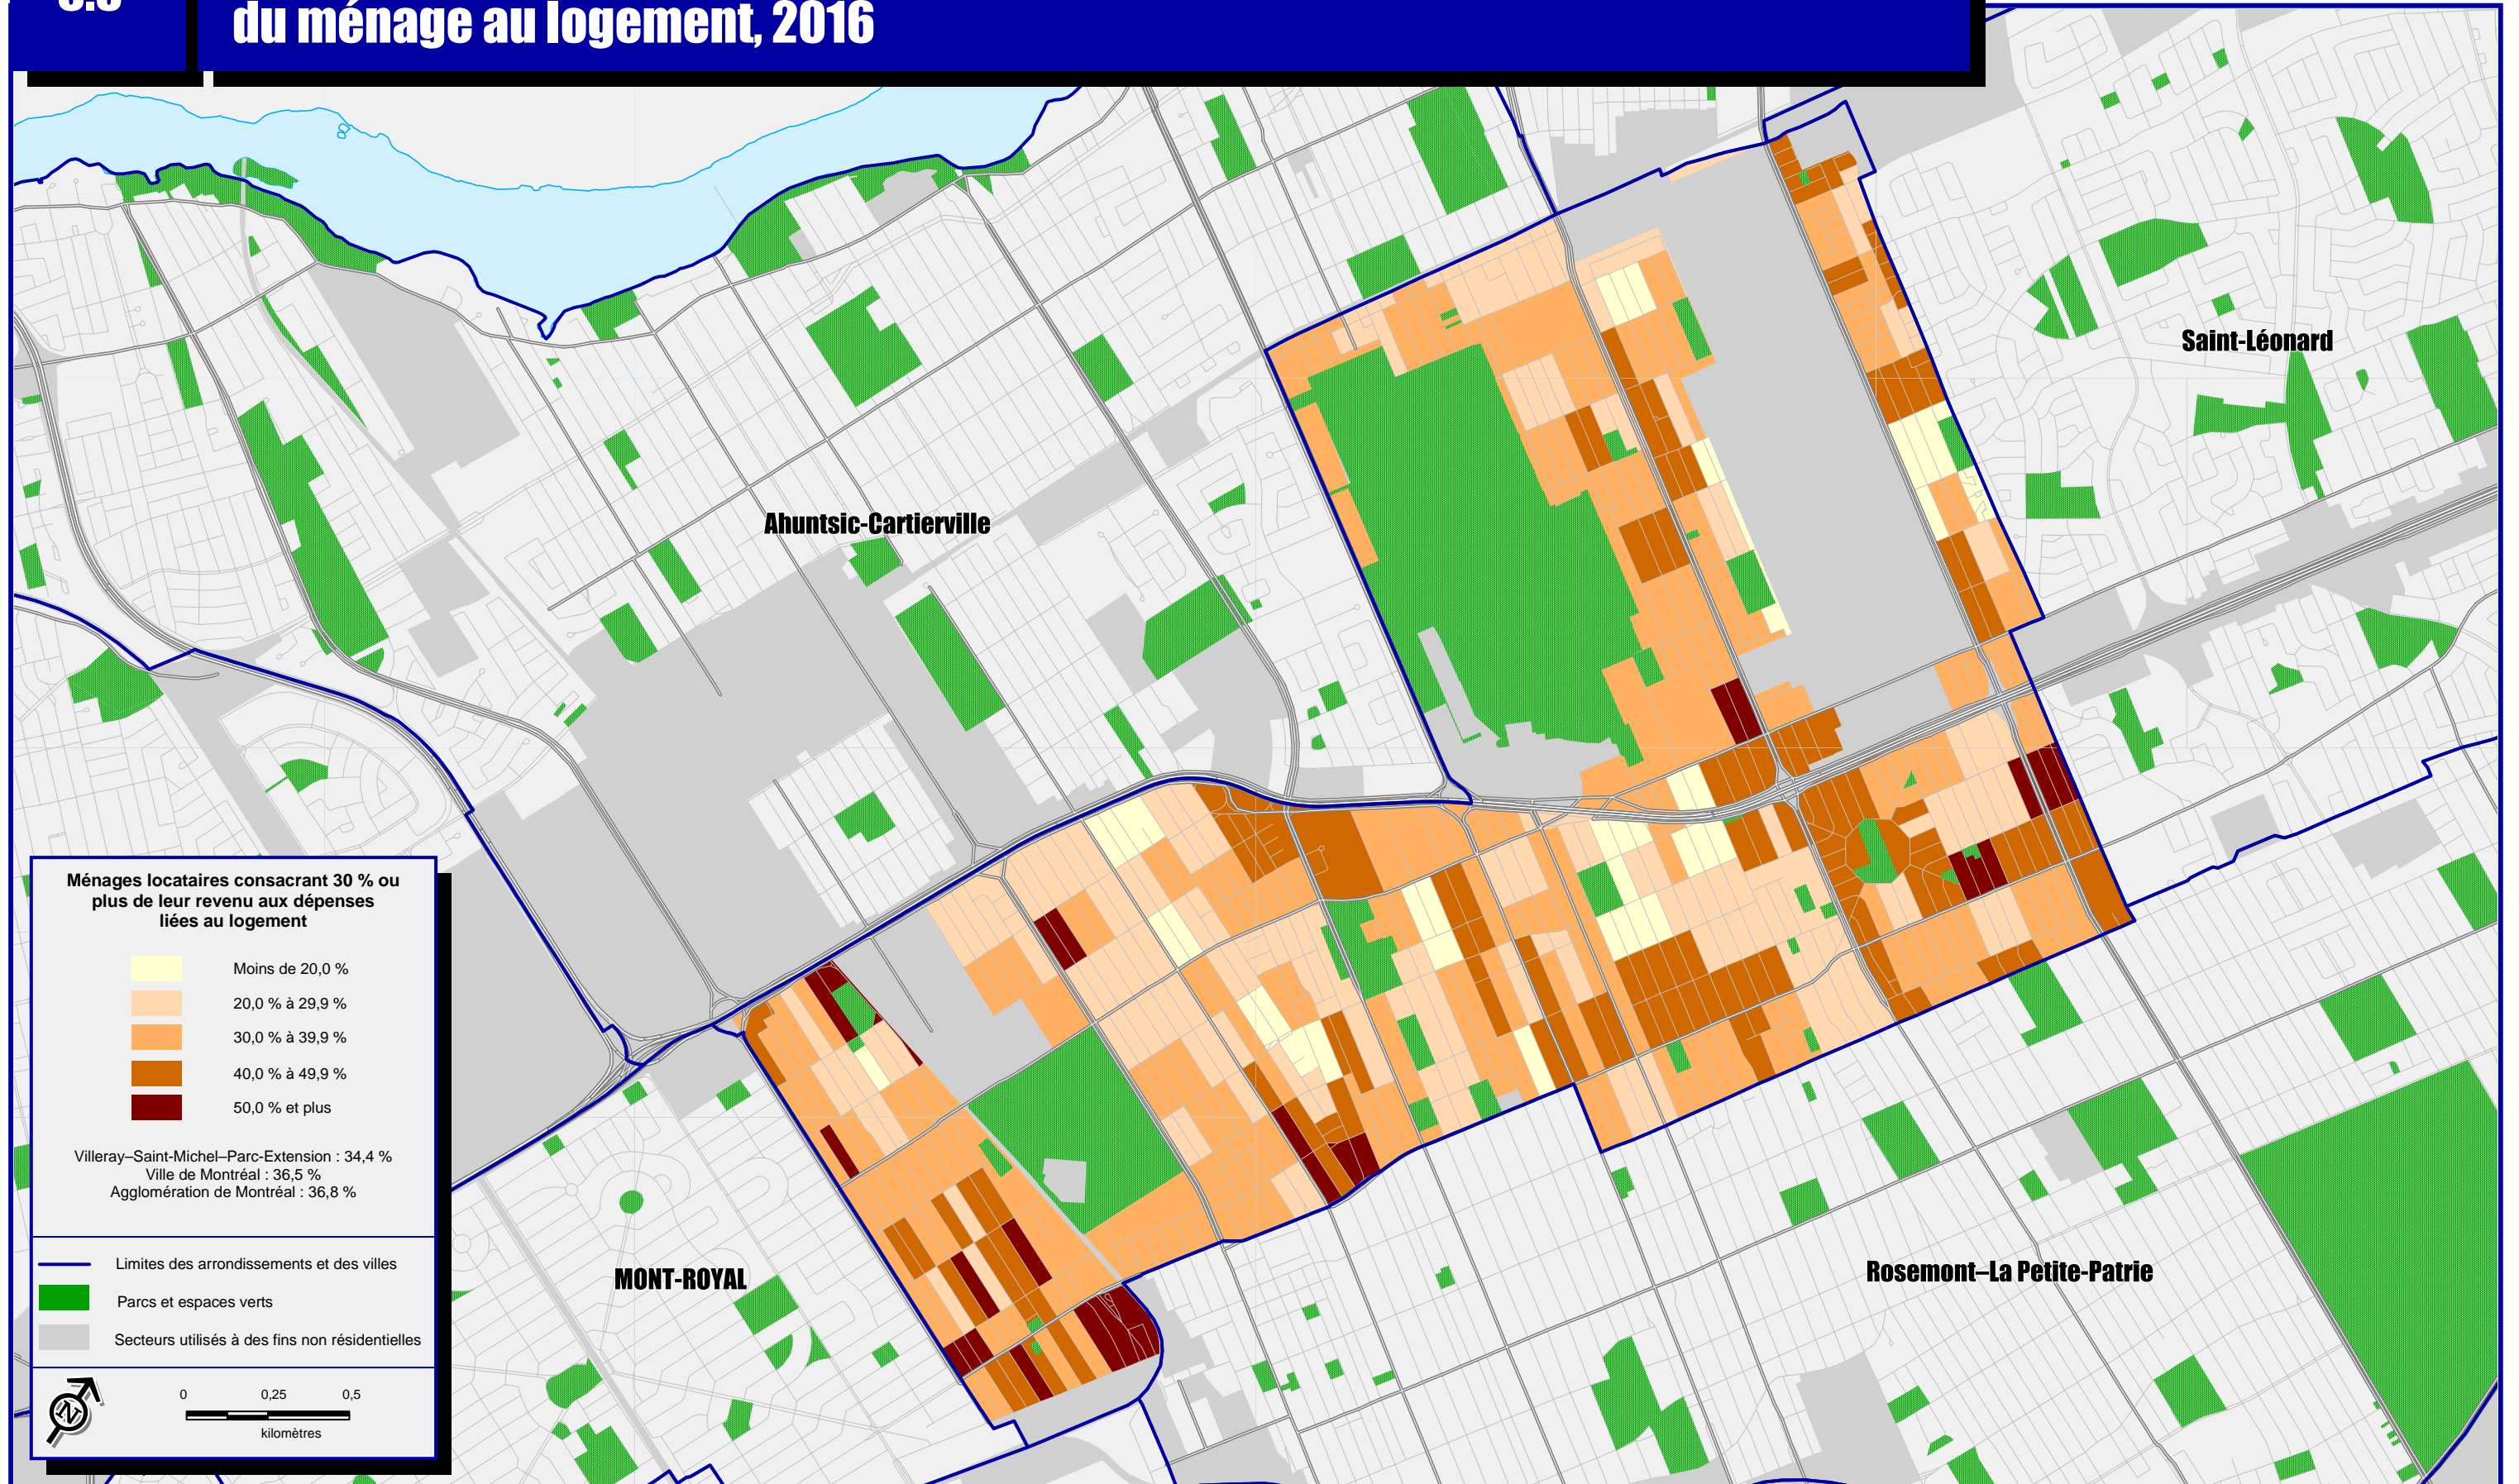 du ménage au logement, 2016
Saint-Léonard
Ahuntsic-Cartierville
Ménages locataires consacrant 30 % ou
plus de leur revenu aux dépenses
liées au logement
Moins de 20,0 %
20,0 % à 29,9 %
30,0 % à 39,9 %
40,0 % à 49,9 %
50,0 % et plus
Villeray–Saint-Michel–Parc-Extension : 34,4 %
Ville de Montréal : 36,5 %
Agglomération de Montréal : 36,8 %
Limites des arrondissements et des villes
Parcs et espaces verts
Secteurs utilisés à des fins non résidentielles
N
0 0,25 0,5
kilomètres
MONT-ROYAL
Rosemont–La Petite-Patrie